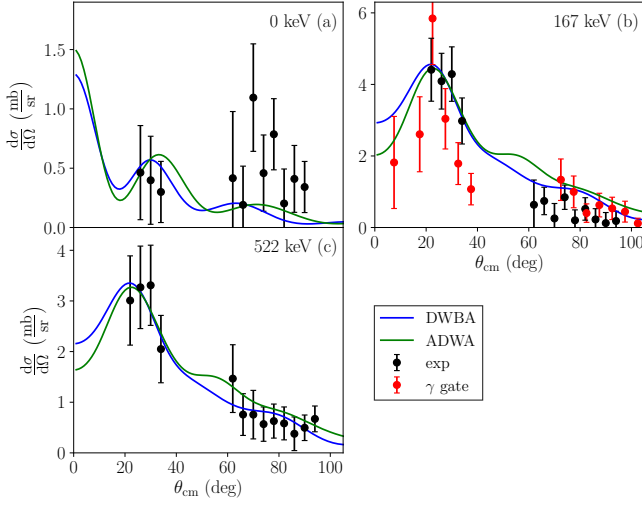 0 keV (a)
1.5
1.0
0.5
0.0
dσ/dΩ (mb/sr)
167 keV (b)
6
4
2
0
0 20 40 60 80 100
θcm (deg)
522 keV (c)
4
3
2
1
0
dσ/dΩ (mb/sr)
0 20 40 60 80 100
θcm (deg)
DWBA
ADWA
exp
γ gate